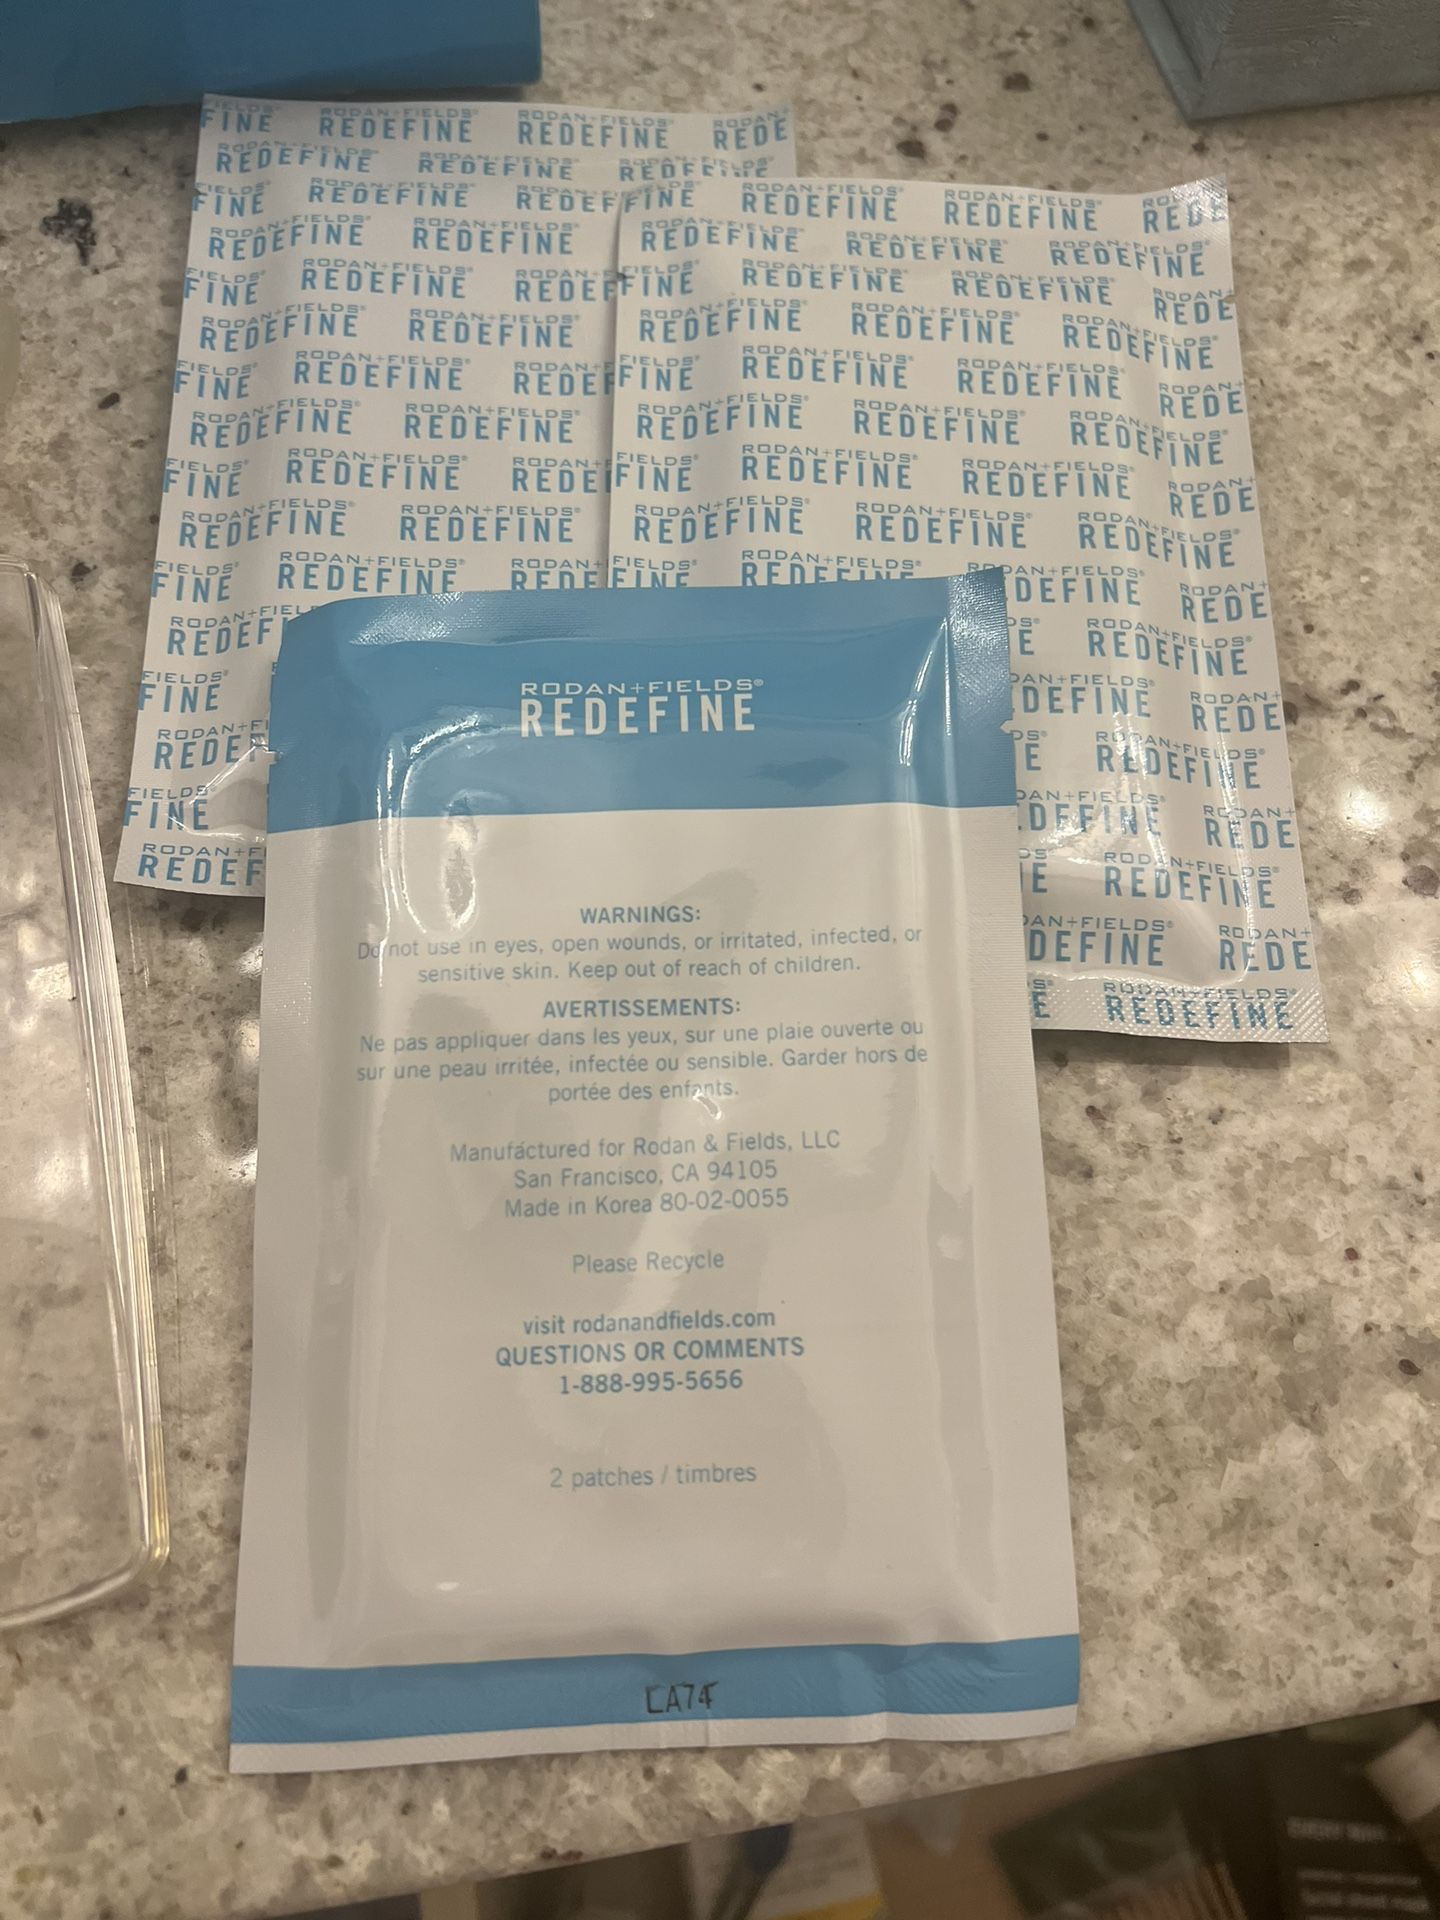 RODAN+FIELDS®
REDEFINE
WARNINGS:
Do not use in eyes, open wounds, or irritated, infected, or
sensitive skin. Keep out of reach of children.
AVERTISSEMENTS:
Ne pas appliquer dans les yeux, sur une plaie ouverte ou
sur une peau irritée, infectée ou sensible. Garder hors de
portée des enfants.
Manufactured for Rodan & Fields, LLC
San Francisco, CA 94105
Made in Korea 80-02-0055
Please Recycle
visit rodanandfields.com
QUESTIONS OR COMMENTS
1-888-995-5656
2 patches / timbres
CA74